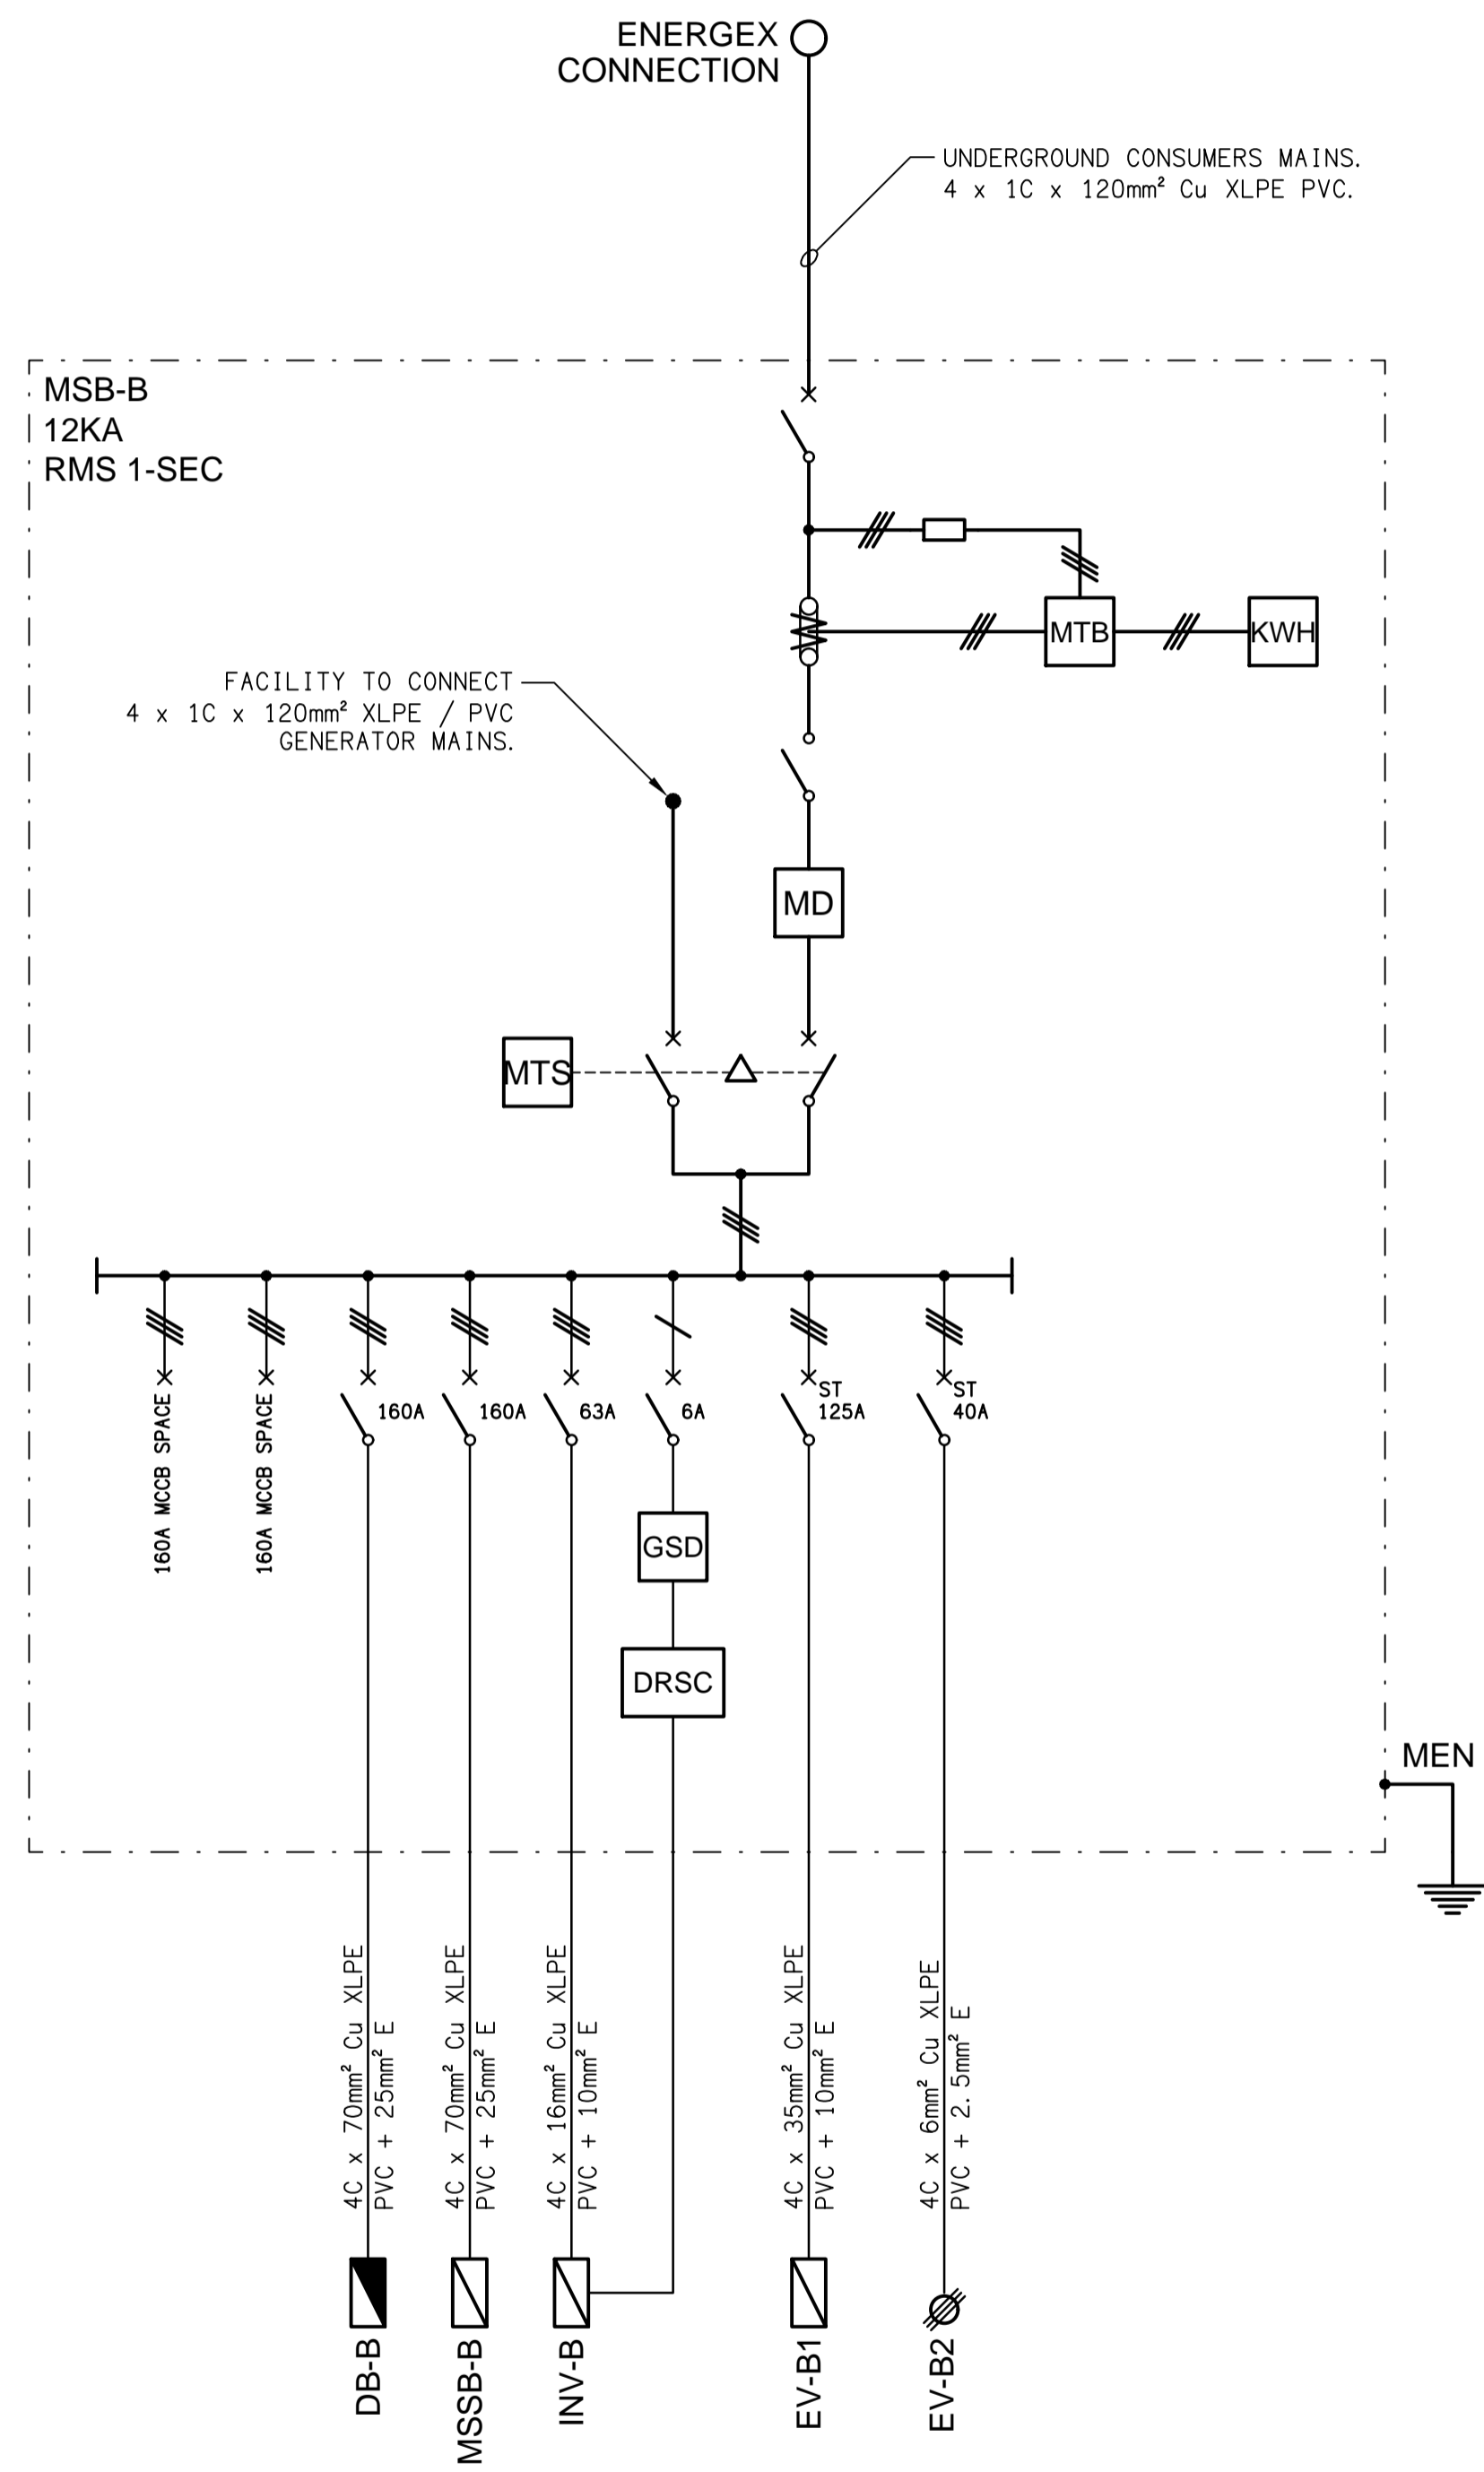 ENERGEX
CONNECTION
UNDERGROUND CONSUMERS MAINS.
4 x 1C x 120mm² Cu XLPE PVC.
MSB-B
12KA
RMS 1-SEC
MTB
KWH
FACILITY TO CONNECT
4 x 1C x 120mm² XLPE / PVC
GENERATOR MAINS.
MD
MTS
160A MCCB SPACE
160A MCCB SPACE
160A
160A
63A
6A
ST
125A
ST
40A
GSD
DRSC
MEN
4C x 70mm² Cu XLPE
PVC + 25mm² E
4C x 70mm² Cu XLPE
PVC + 25mm² E
4C x 16mm² Cu XLPE
PVC + 10mm² E
4C x 35mm² Cu XLPE
PVC + 10mm² E
4C x 6mm² Cu XLPE
PVC + 2.5mm² E
DB-B
MSSB-B
INV-B
EV-B1
EV-B2